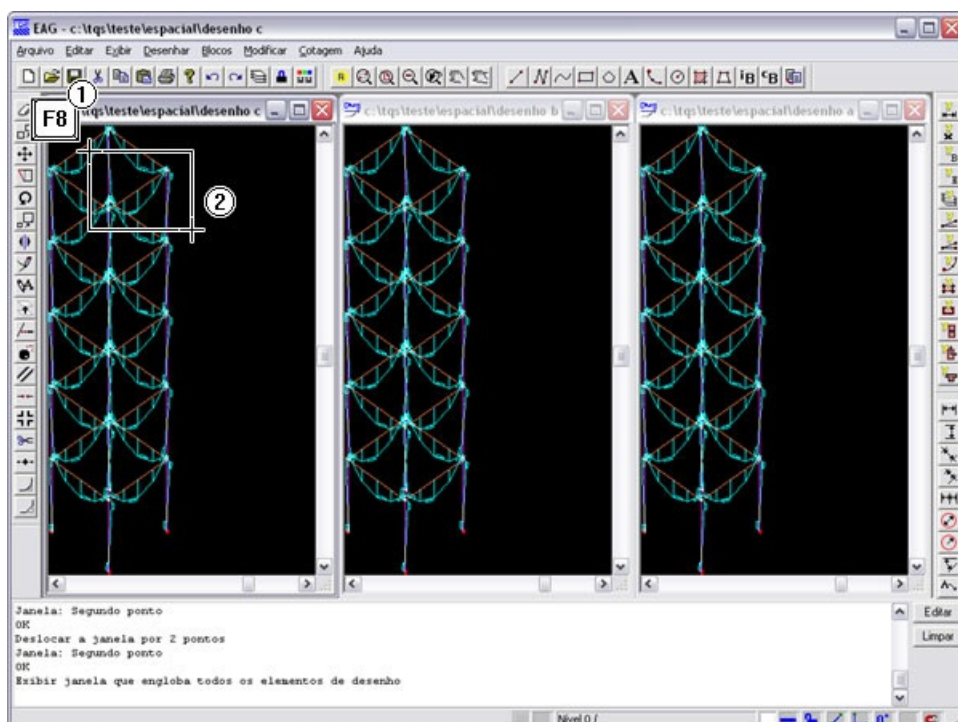 EAG - c:\tqs\teste\espacial\desenho c
Arquivo Editar Exibir Desenhar Blocos Modificar Cotagem Ajuda
1
F8
\tqs\teste\espacial\desenho c
c:\tqs\teste\espacial\desenho b
c:\tqs\teste\espacial\desenho a
2
Janela: Segundo ponto
OK
Deslocar a janela por 2 pontos
Janela: Segundo ponto
OK
Exibir janela que engloba todos os elementos de desenho
Editar
Limpar
Nível 0 /